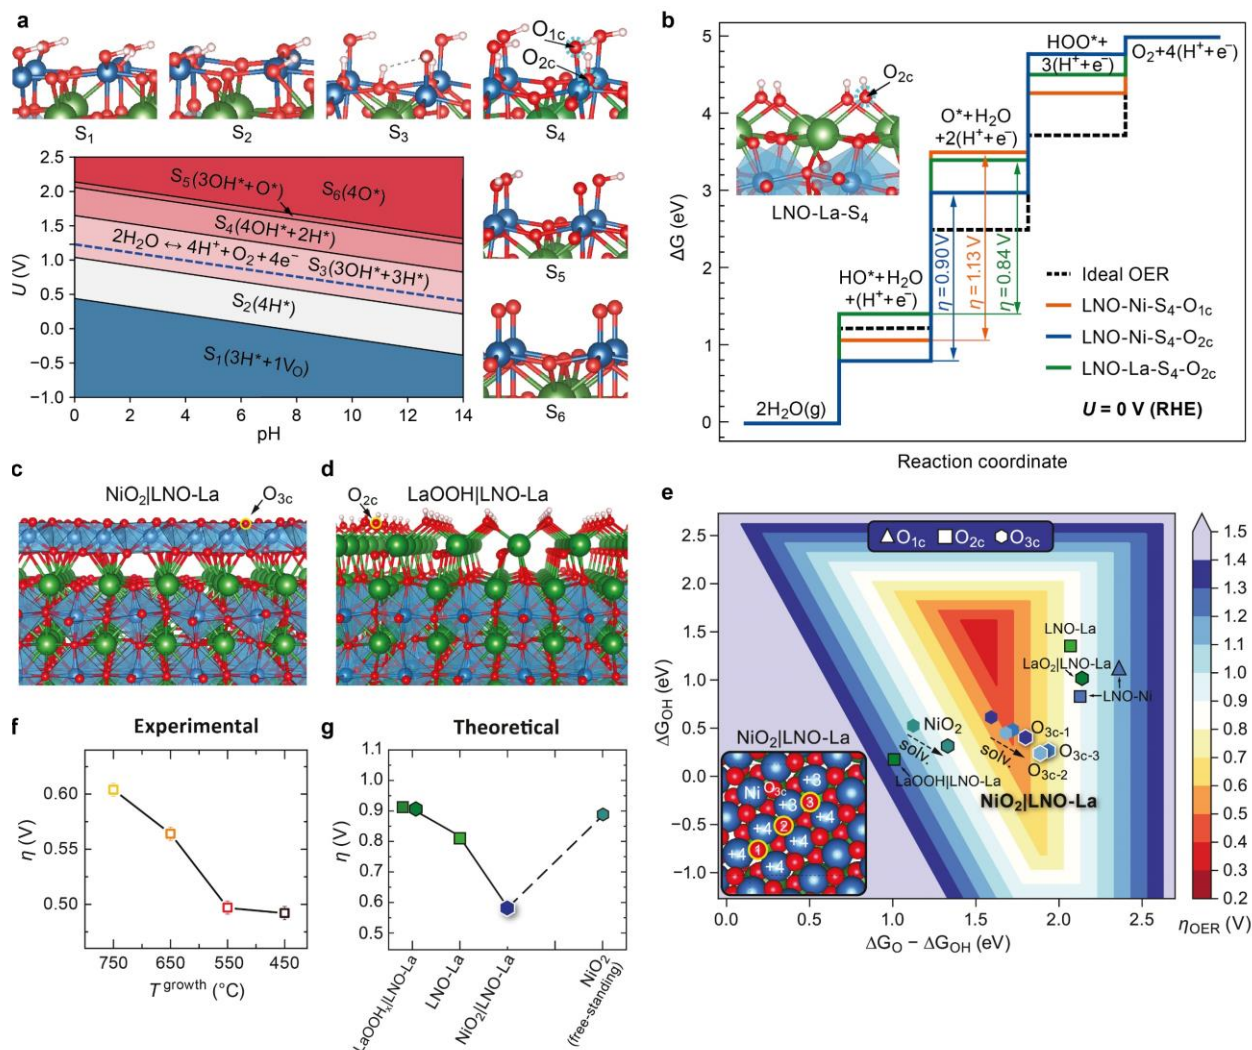 a
S1
S2
S3
S4
O1c
O2c
2.5
2.0
1.5
1.0
0.5
0.0
−0.5
−1.0
U (V)
S5(3OH*+O*)
S6(4O*)
S4(4OH*+2H*)
2H2O ↔ 4H+ + O2 + 4e−
S3(3OH*+3H*)
S2(4H*)
S1(3H*+1VO)
0 2 4 6 8 10 12 14
pH
S5
S6
b
5
4
3
2
1
0
ΔG (eV)
O2c
LNO-La-S4
2H2O(g)
HO*+H2O
+(H++e−)
O*+H2O
+2(H++e−)
HOO*+
3(H++e−)
O2+4(H++e−)
η = 0.90 V
η = 1.13 V
η = 0.84 V
Ideal OER
LNO-Ni-S4-O1c
LNO-Ni-S4-O2c
LNO-La-S4-O2c
U = 0 V (RHE)
Reaction coordinate
c
NiO2|LNO-La
O3c
d
LaOOH|LNO-La
O2c
e
O1c O2c O3c
2.5
2.0
1.5
1.0
0.5
0.0
−0.5
−1.0
ΔGOH (eV)
LNO-La
LaO2|LNO-La
LNO-Ni
NiO2
solv.
LaOOH|LNO-La
O3c-1
O3c-3
O3c-2
solv.
NiO2|LNO-La
NiO2|LNO-La
Ni
O3c
+3
+3
+4
+4
+4
+4
1
2
3
0.0 0.5 1.0 1.5 2.0 2.5
ΔGO − ΔGOH (eV)
1.5
1.4
1.3
1.2
1.1
1.0
0.9
0.8
0.7
0.6
0.5
0.4
0.3
0.2
ηOER (V)
f
Experimental
0.60
0.55
0.50
η (V)
750 650 550 450
Tgrowth (°C)
g
Theoretical
1.1
1.0
0.9
0.8
0.7
0.6
0.5
η (V)
LaOOHx|LNO-La
LNO-La
NiO2|LNO-La
NiO2
(free-standing)